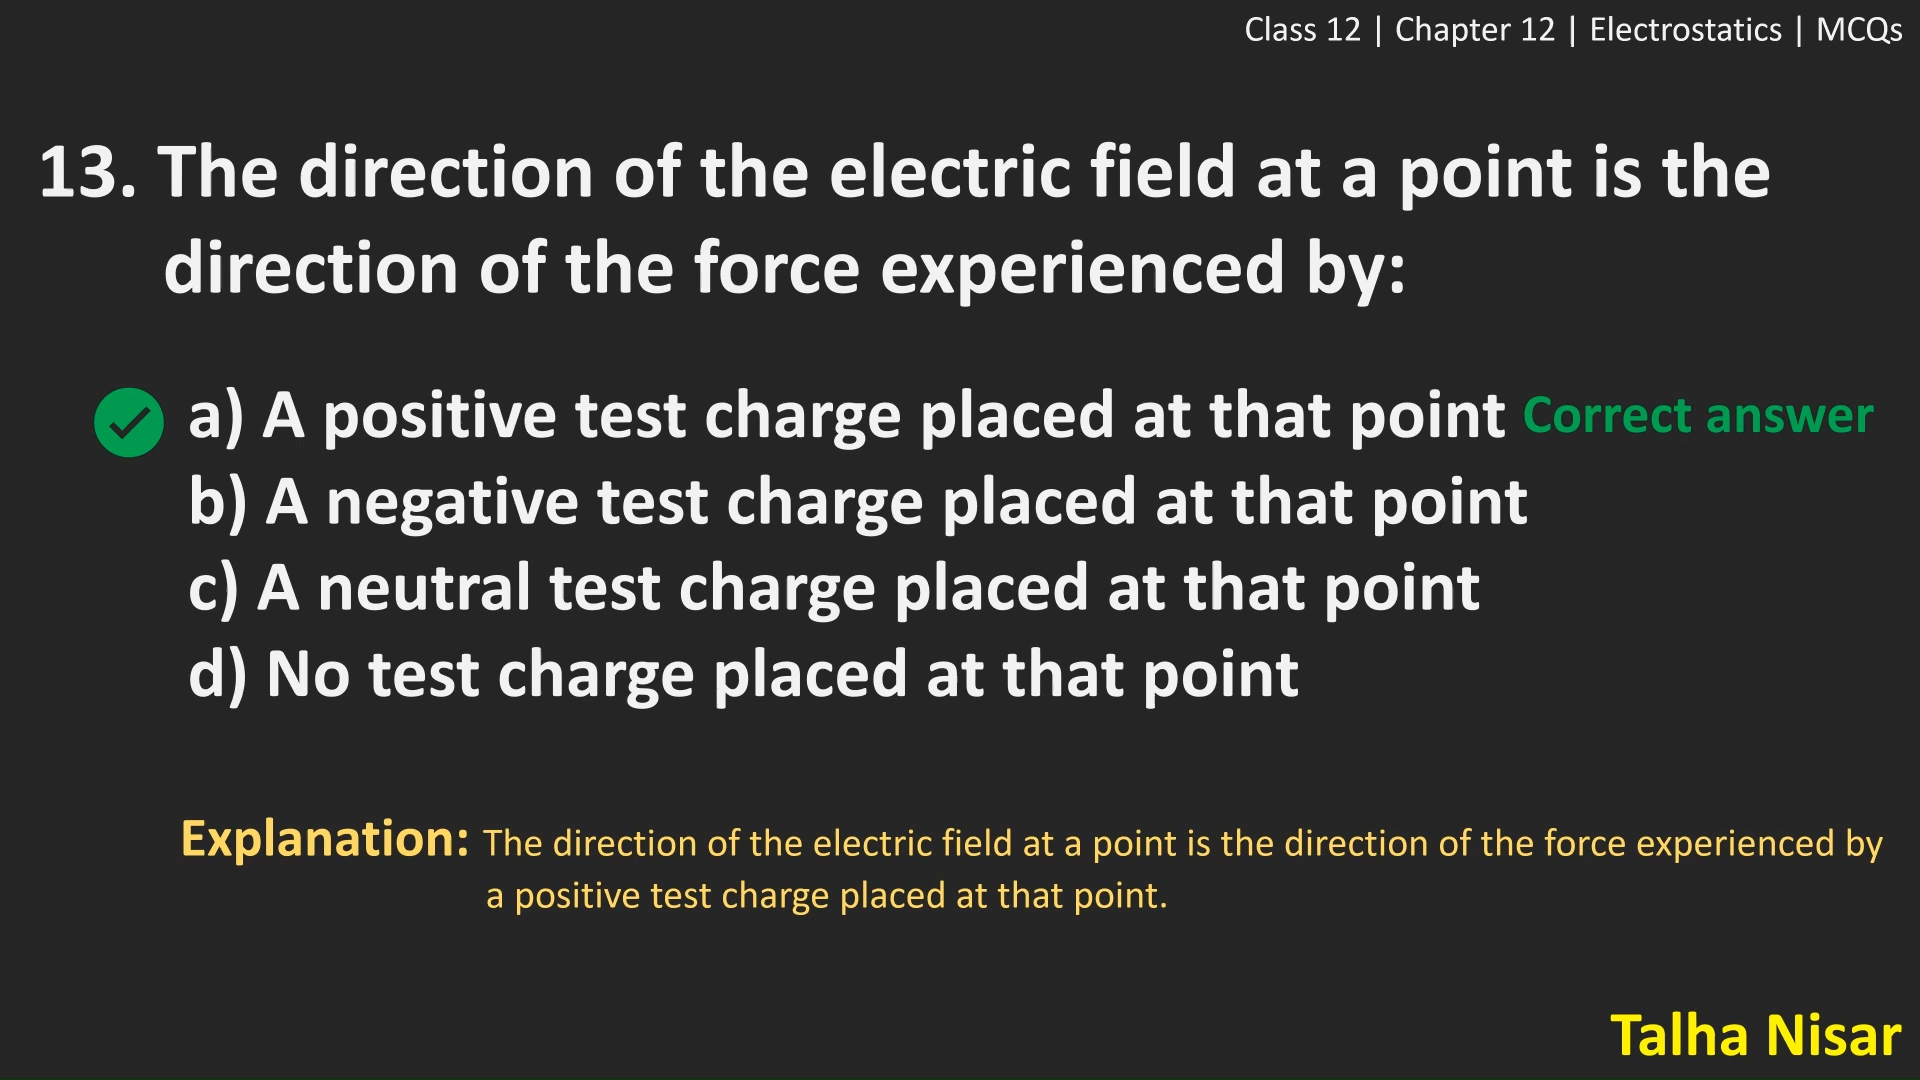 Class 12 | Chapter 12 | Electrostatics | MCQs
13. The direction of the electric field at a point is the
direction of the force experienced by:
a) A positive test charge placed at that point Correct answer
b) A negative test charge placed at that point
c) A neutral test charge placed at that point
d) No test charge placed at that point
Explanation: The direction of the electric field at a point is the direction of the force experienced by
a positive test charge placed at that point.
Talha Nisar